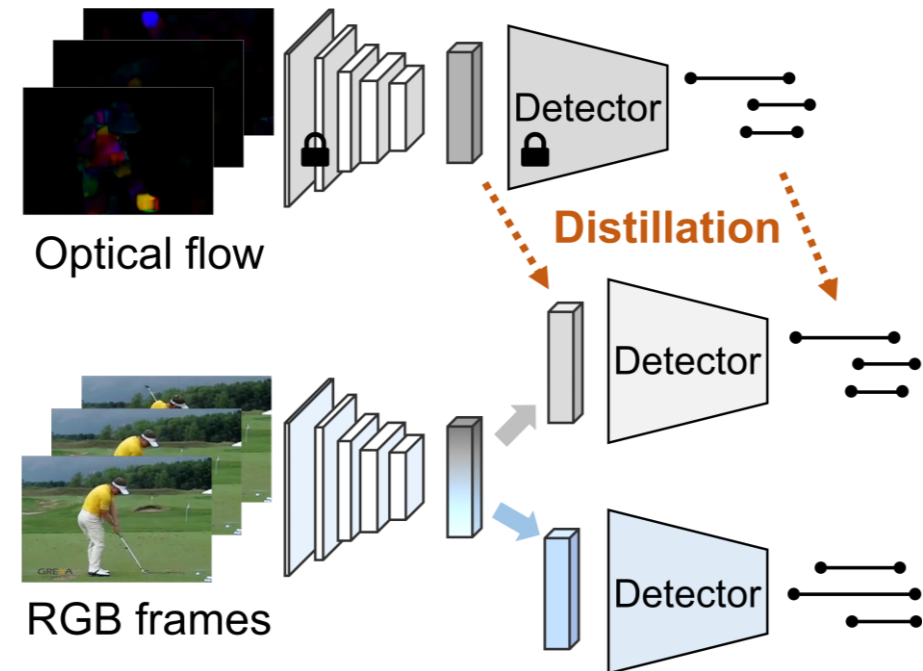 Detector
Optical flow
Distillation
Detector
RGB frames
Detector